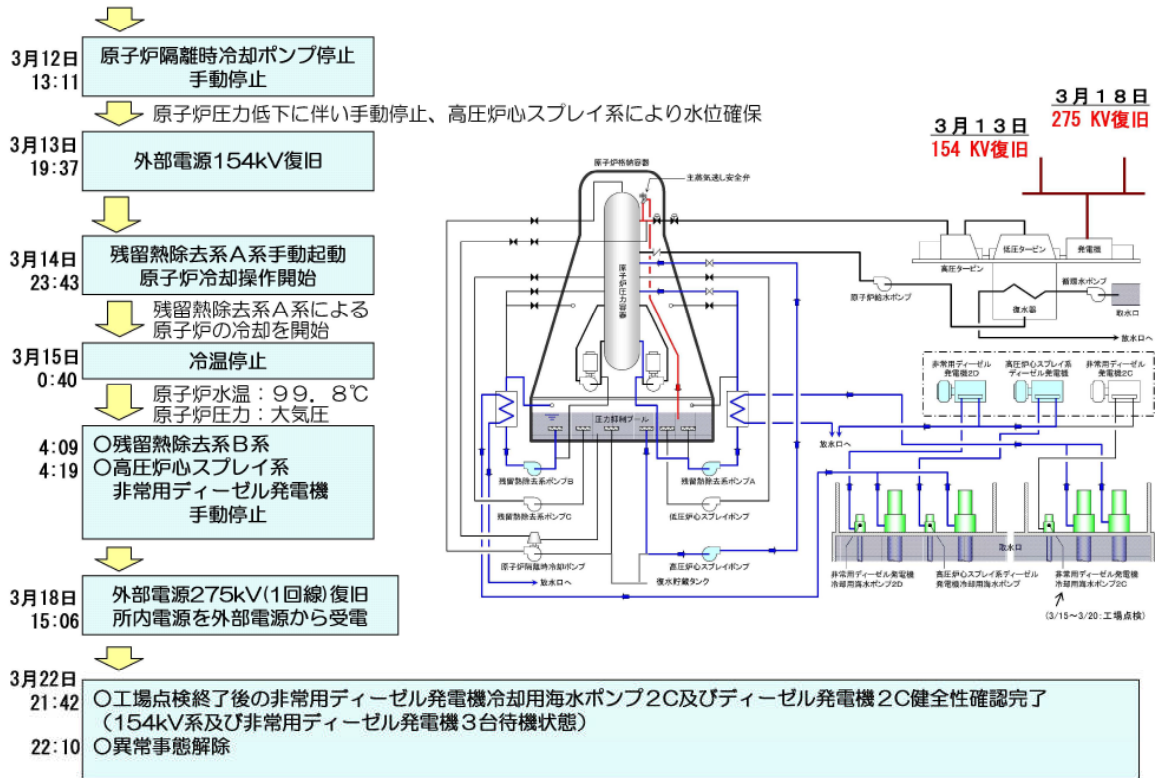 3月12日
13:11
原子炉隔離時冷却ポンプ停止
手動停止
原子炉圧力低下に伴い手動停止、高圧炉心スプレイ系により水位確保
3月13日
19:37
外部電源154kV復旧
3月14日
23:43
残留熱除去系A系手動起動
原子炉冷却操作開始
残留熱除去系A系による
原子炉の冷却を開始
3月15日
0:40
冷温停止
原子炉水温：99．8℃
原子炉圧力：大気圧
4:09
○残留熱除去系B系
4:19
○高圧炉心スプレイ系
非常用ディーゼル発電機
手動停止
3月18日
15:06
外部電源275kV(1回線)復旧
所内電源を外部電源から受電
3月22日
21:42
○工場点検終了後の非常用ディーゼル発電機冷却用海水ポンプ2C及びディーゼル発電機2C健全性確認完了
（154kV系及び非常用ディーゼル発電機3台待機状態）
22:10
○異常事態解除
3月18日
275 KV復旧
3月13日
154 KV復旧
原子炉格納容器
主蒸気逃し安全弁
原子炉圧力容器
圧力抑制プール
高圧タービン
低圧タービン
発電機
原子炉給水ポンプ
復水器
循環水ポンプ
取水口
放水口へ
非常用ディーゼル
発電機2D
高圧炉心スプレイ系
ディーゼル発電機
非常用ディーゼル
発電機2C
放水口へ
残留熱除去系ポンプB
残留熱除去系ポンプA
残留熱除去系ポンプC
低圧炉心スプレイポンプ
原子炉隔離時冷却ポンプ
高圧炉心スプレイポンプ
放水口へ
復水貯蔵タンク
取水口
非常用ディーゼル発電機
冷却用海水ポンプ2D
高圧炉心スプレイ系ディーゼル
発電機冷却用海水ポンプ
非常用ディーゼル発電機
冷却用海水ポンプ2C
(3/15～3/20:工場点検)